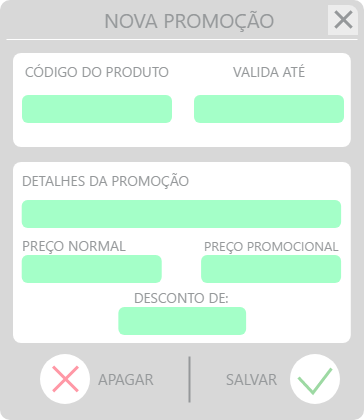 NOVA PROMOÇÃO
CÓDIGO DO PRODUTO VALIDA ATÉ
DETALHES DA PROMOÇÃO
PREÇO NORMAL PREÇO PROMOCIONAL
DESCONTO DE:
APAGAR SALVAR